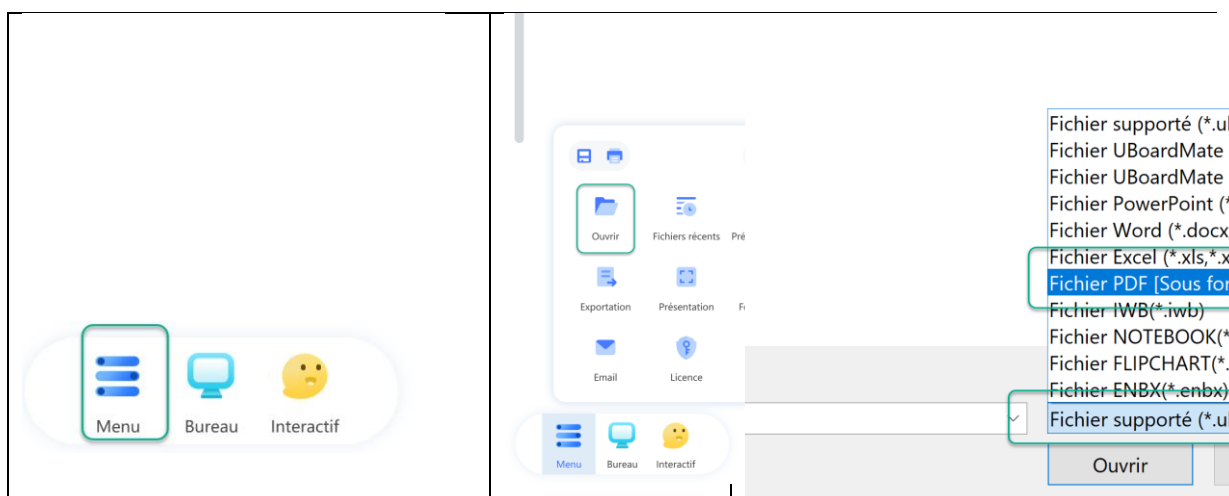 Menu Bureau Interactif
Ouvrir Fichiers récents Pré
Exportation Présentation
Email Licence
Menu Bureau Interactif
Fichier supporté (*.u
Fichier UBoardMate
Fichier UBoardMate
Fichier PowerPoint (*
Fichier Word (*.docx
Fichier Excel (*.xls,*.x
Fichier PDF [Sous for
Fichier IWB(*.iwb)
Fichier NOTEBOOK(*
Fichier FLIPCHART(*.
Fichier ENBX(*.enbx)
Fichier supporté (*.u
Ouvrir